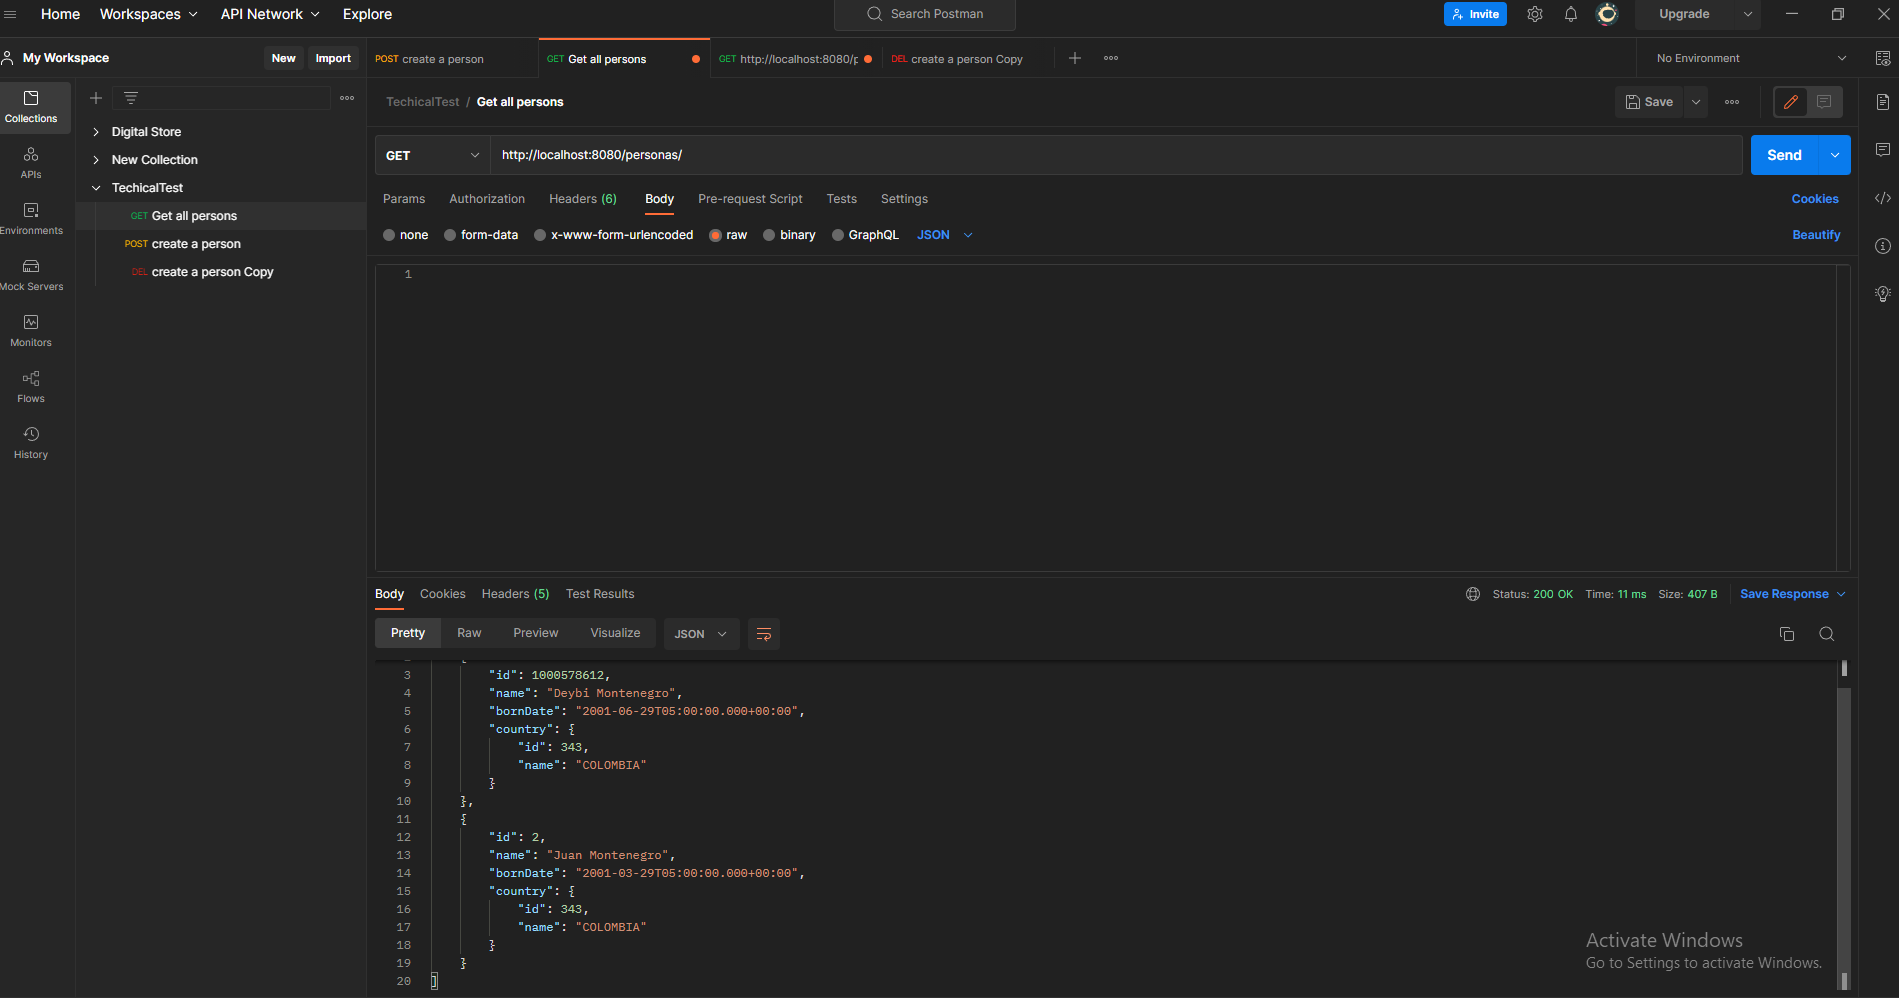 Home Workspaces API Network Explore Search Postman Invite Upgrade
My Workspace New Import POST create a person GET Get all persons GET http://localhost:8080/p DEL create a person Copy No Environment
TechicalTest / Get all persons Save
Collections
Digital Store
New Collection
TechicalTest
GET Get all persons
POST create a person
DEL create a person Copy
APIs
Environments
Mock Servers
Monitors
Flows
History
GET http://localhost:8080/personas/ Send
Params Authorization Headers (6) Body Pre-request Script Tests Settings Cookies
none form-data x-www-form-urlencoded raw binary GraphQL JSON Beautify
1
Body Cookies Headers (5) Test Results Status: 200 OK Time: 11 ms Size: 407 B Save Response
Pretty Raw Preview Visualize JSON
3 "id": 1000578612,
4 "name": "Deybi Montenegro",
5 "bornDate": "2001-06-29T05:00:00.000+00:00",
6 "country": {
7 "id": 343,
8 "name": "COLOMBIA"
9 }
10 },
11 {
12 "id": 2,
13 "name": "Juan Montenegro",
14 "bornDate": "2001-03-29T05:00:00.000+00:00",
15 "country": {
16 "id": 343,
17 "name": "COLOMBIA"
18 }
19 }
20 ]
Activate Windows
Go to Settings to activate Windows.